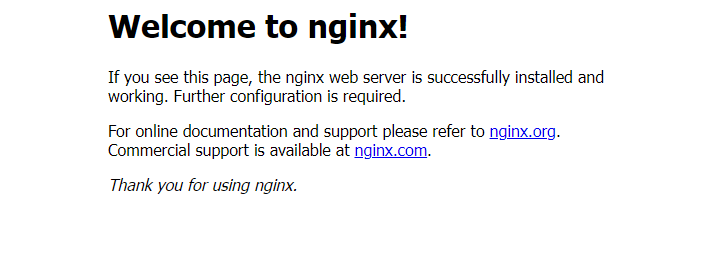 Welcome to nginx!
If you see this page, the nginx web server is successfully installed and
working. Further configuration is required.
For online documentation and support please refer to nginx.org.
Commercial support is available at nginx.com.
Thank you for using nginx.